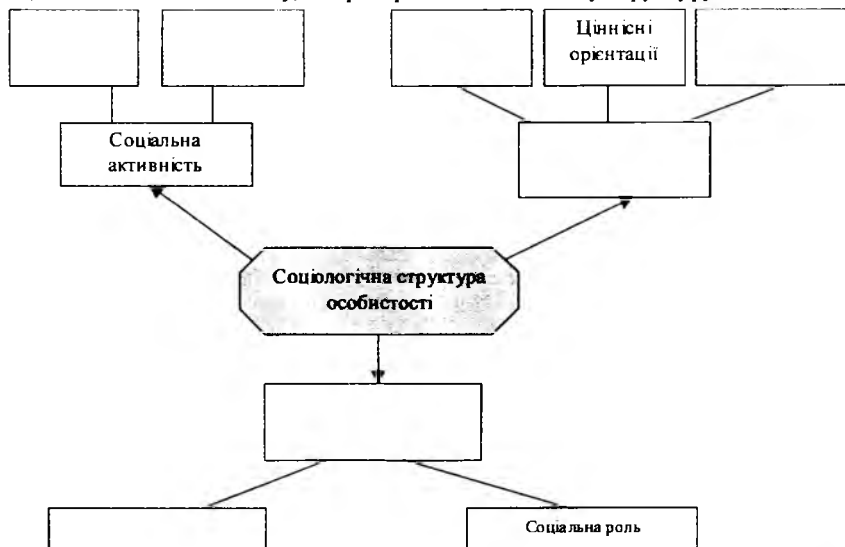 Ціннісні
орієнтації
Соціальна
активність
Соціологічна структура
особистості
Соціальна роль